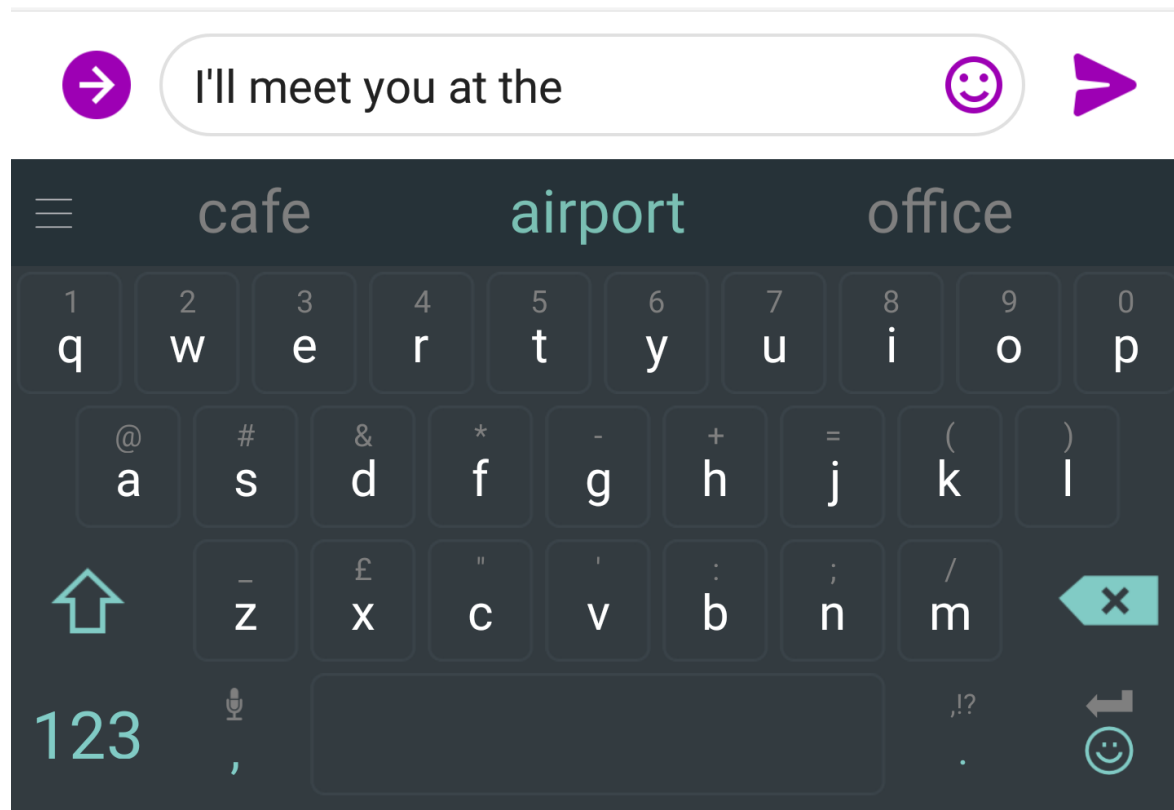 I'll meet you at the
cafe airport office
1 2 3 4 5 6 7 8 9 0
q w e r t y u i o p
@ # & * - + = ( )
a s d f g h j k l
_ £ " ' : ; /
z x c v b n m
,!?
123 , .